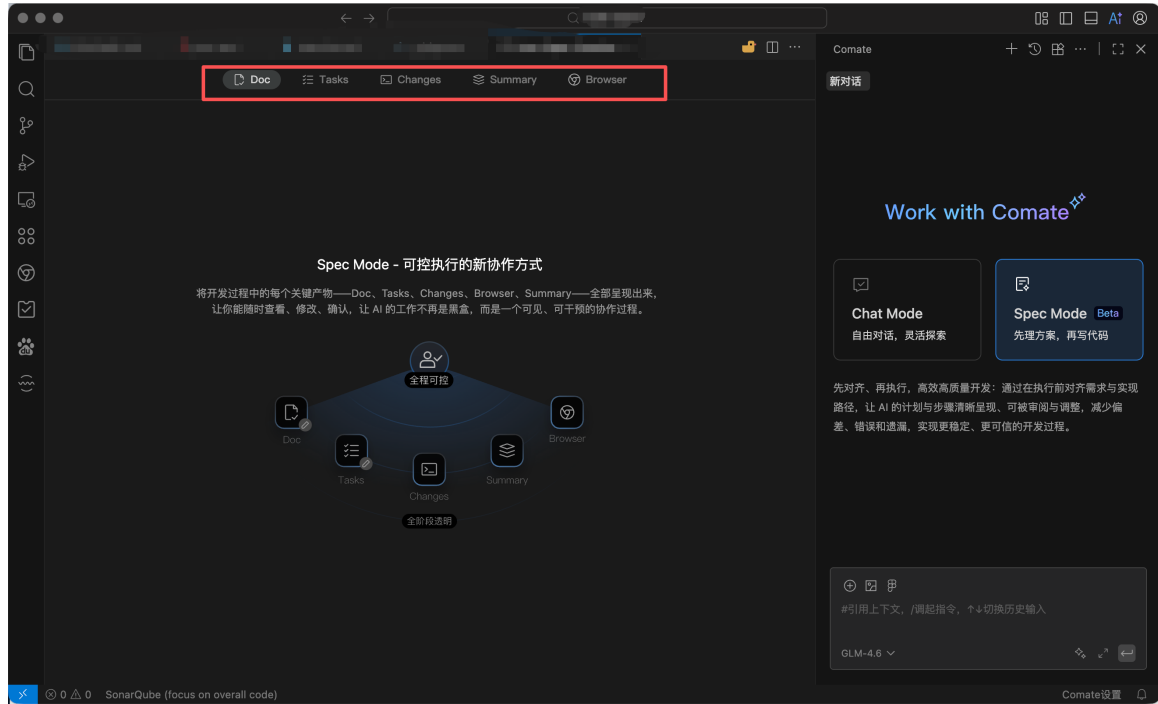 Comate
新对话
Doc
Tasks
Changes
Summary
Browser
Work with Comate
Spec Mode - 可控执行的新协作方式
将开发过程中的每个关键产物——Doc、Tasks、Changes、Browser、Summary——全部呈现出来，
让你能随时查看、修改、确认，让 AI 的工作不再是黑盒，而是一个可见、可干预的协作过程。
全程可控
Doc
Tasks
Changes
Summary
Browser
全阶段透明
Chat Mode
自由对话，灵活探索
Spec Mode Beta
先理方案，再写代码
先对齐、再执行，高效高质量开发：通过在执行前对齐需求与实现
路径，让 AI 的计划与步骤清晰呈现、可被审阅与调整，减少偏
差、错误和遗漏，实现更稳定、更可信的开发过程。
#引用上下文，/调起指令，↑↓切换历史输入
GLM-4.6
0 0 SonarQube (focus on overall code)
Comate设置